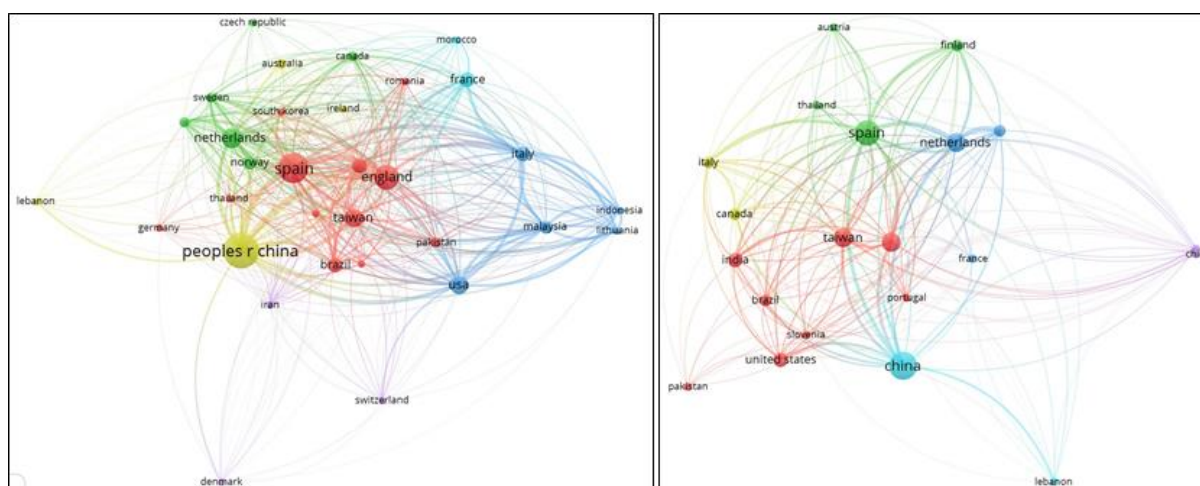 czech republic
morocco
australia
canada
france
romania
sweden
south korea
ireland
netherlands
italy
norway
spain
england
thailand
lebanon
taiwan
indonesia
germany
malaysia
lithuania
pakistan
peoples r china
brazil
usa
iran
switzerland
denmark
austria
finland
thailand
spain
netherlands
italy
canada
taiwan
india
france
brazil
portugal
slovenia
united states
china
pakistan
lebanon